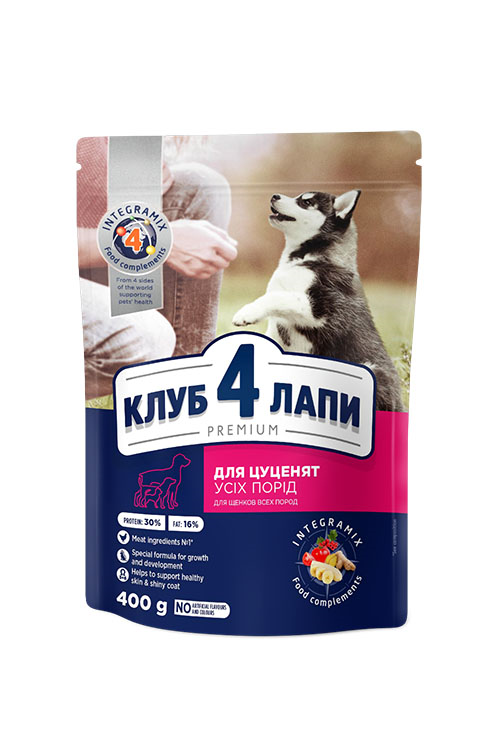 INTEGRAMIX
4
Food complements
From 4 sides
of the world
supporting
pets' health
КЛУБ 4 ЛАПИ
PREMIUM
ДЛЯ ЦУЦЕНЯТ
УСІХ ПОРІД
ДЛЯ ЩЕНКОВ ВСЕХ ПОРОД
PROTEIN: 30%
FAT: 16%
Meat ingredients №1*
Special formula for growth
and development
Helps to support healthy
skin & shiny coat
400 g
NO ARTIFICIAL FLAVOURS
AND COLOURS
INTEGRAMIX
Food complements